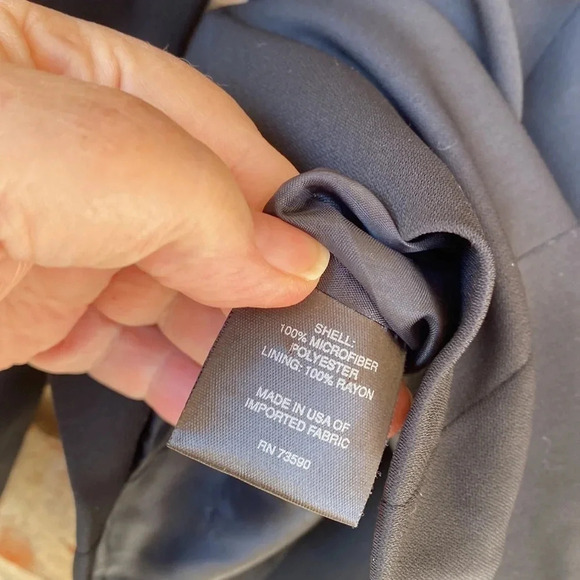 SHELL:
100% MICROFIBER
POLYESTER
LINING: 100% RAYON
MADE IN USA OF
IMPORTED FABRIC
RN 73590